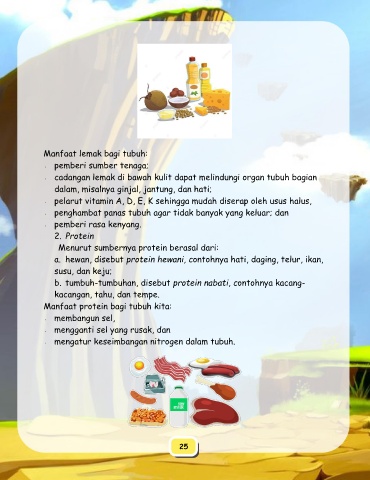 Manfaat lemak bagi tubuh:
pemberi sumber tenaga;
cadangan lemak di bawah kulit dapat melindungi organ tubuh bagian
dalam, misalnya ginjal, jantung, dan hati;
pelarut vitamin A, D, E, K sehingga mudah diserap oleh usus halus,
penghambat panas tubuh agar tidak banyak yang keluar; dan
pemberi rasa kenyang.
2. Protein
Menurut sumbernya protein berasal dari:
a. hewan, disebut protein hewani, contohnya hati, daging, telur, ikan,
susu, dan keju;
b. tumbuh-tumbuhan, disebut protein nabati, contohnya kacang-
kacangan, tahu, dan tempe.
Manfaat protein bagi tubuh kita:
membangun sel,
mengganti sel yang rusak, dan
mengatur keseimbangan nitrogen dalam tubuh.
25